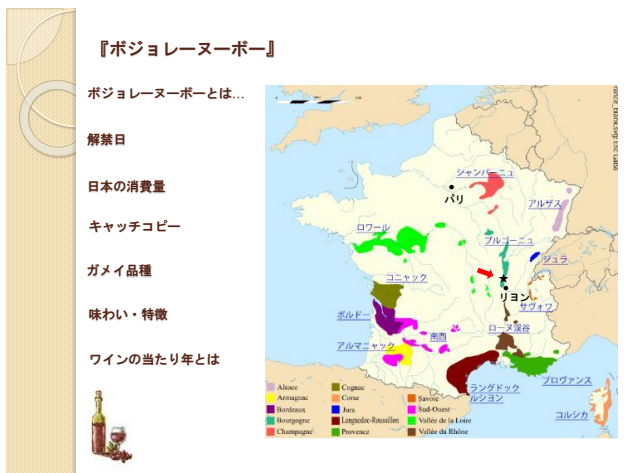 『ボジョレーヌーボー』
ボジョレーヌーボーとは…
解禁日
日本の消費量
キャッチコピー
ガメイ品種
味わい・特徴
ワインの当たり年とは
シャンパーニュ
パリ
アルザス
ロワール
ブルゴーニュ
ジュラ
コニャック
リヨン
サヴォワ
ボルドー
南西
ローヌ渓谷
アルマニャック
プロヴァンス
ラングドック
ルシヨン
コルシカ
Alsace
Armagnac
Bordeaux
Bourgogne
Champagne
Cognac
Corse
Jura
Languedoc-Roussillon
Provence
Savoie
Sud-Ouest
Vallée de la Loire
Vallée du Rhône